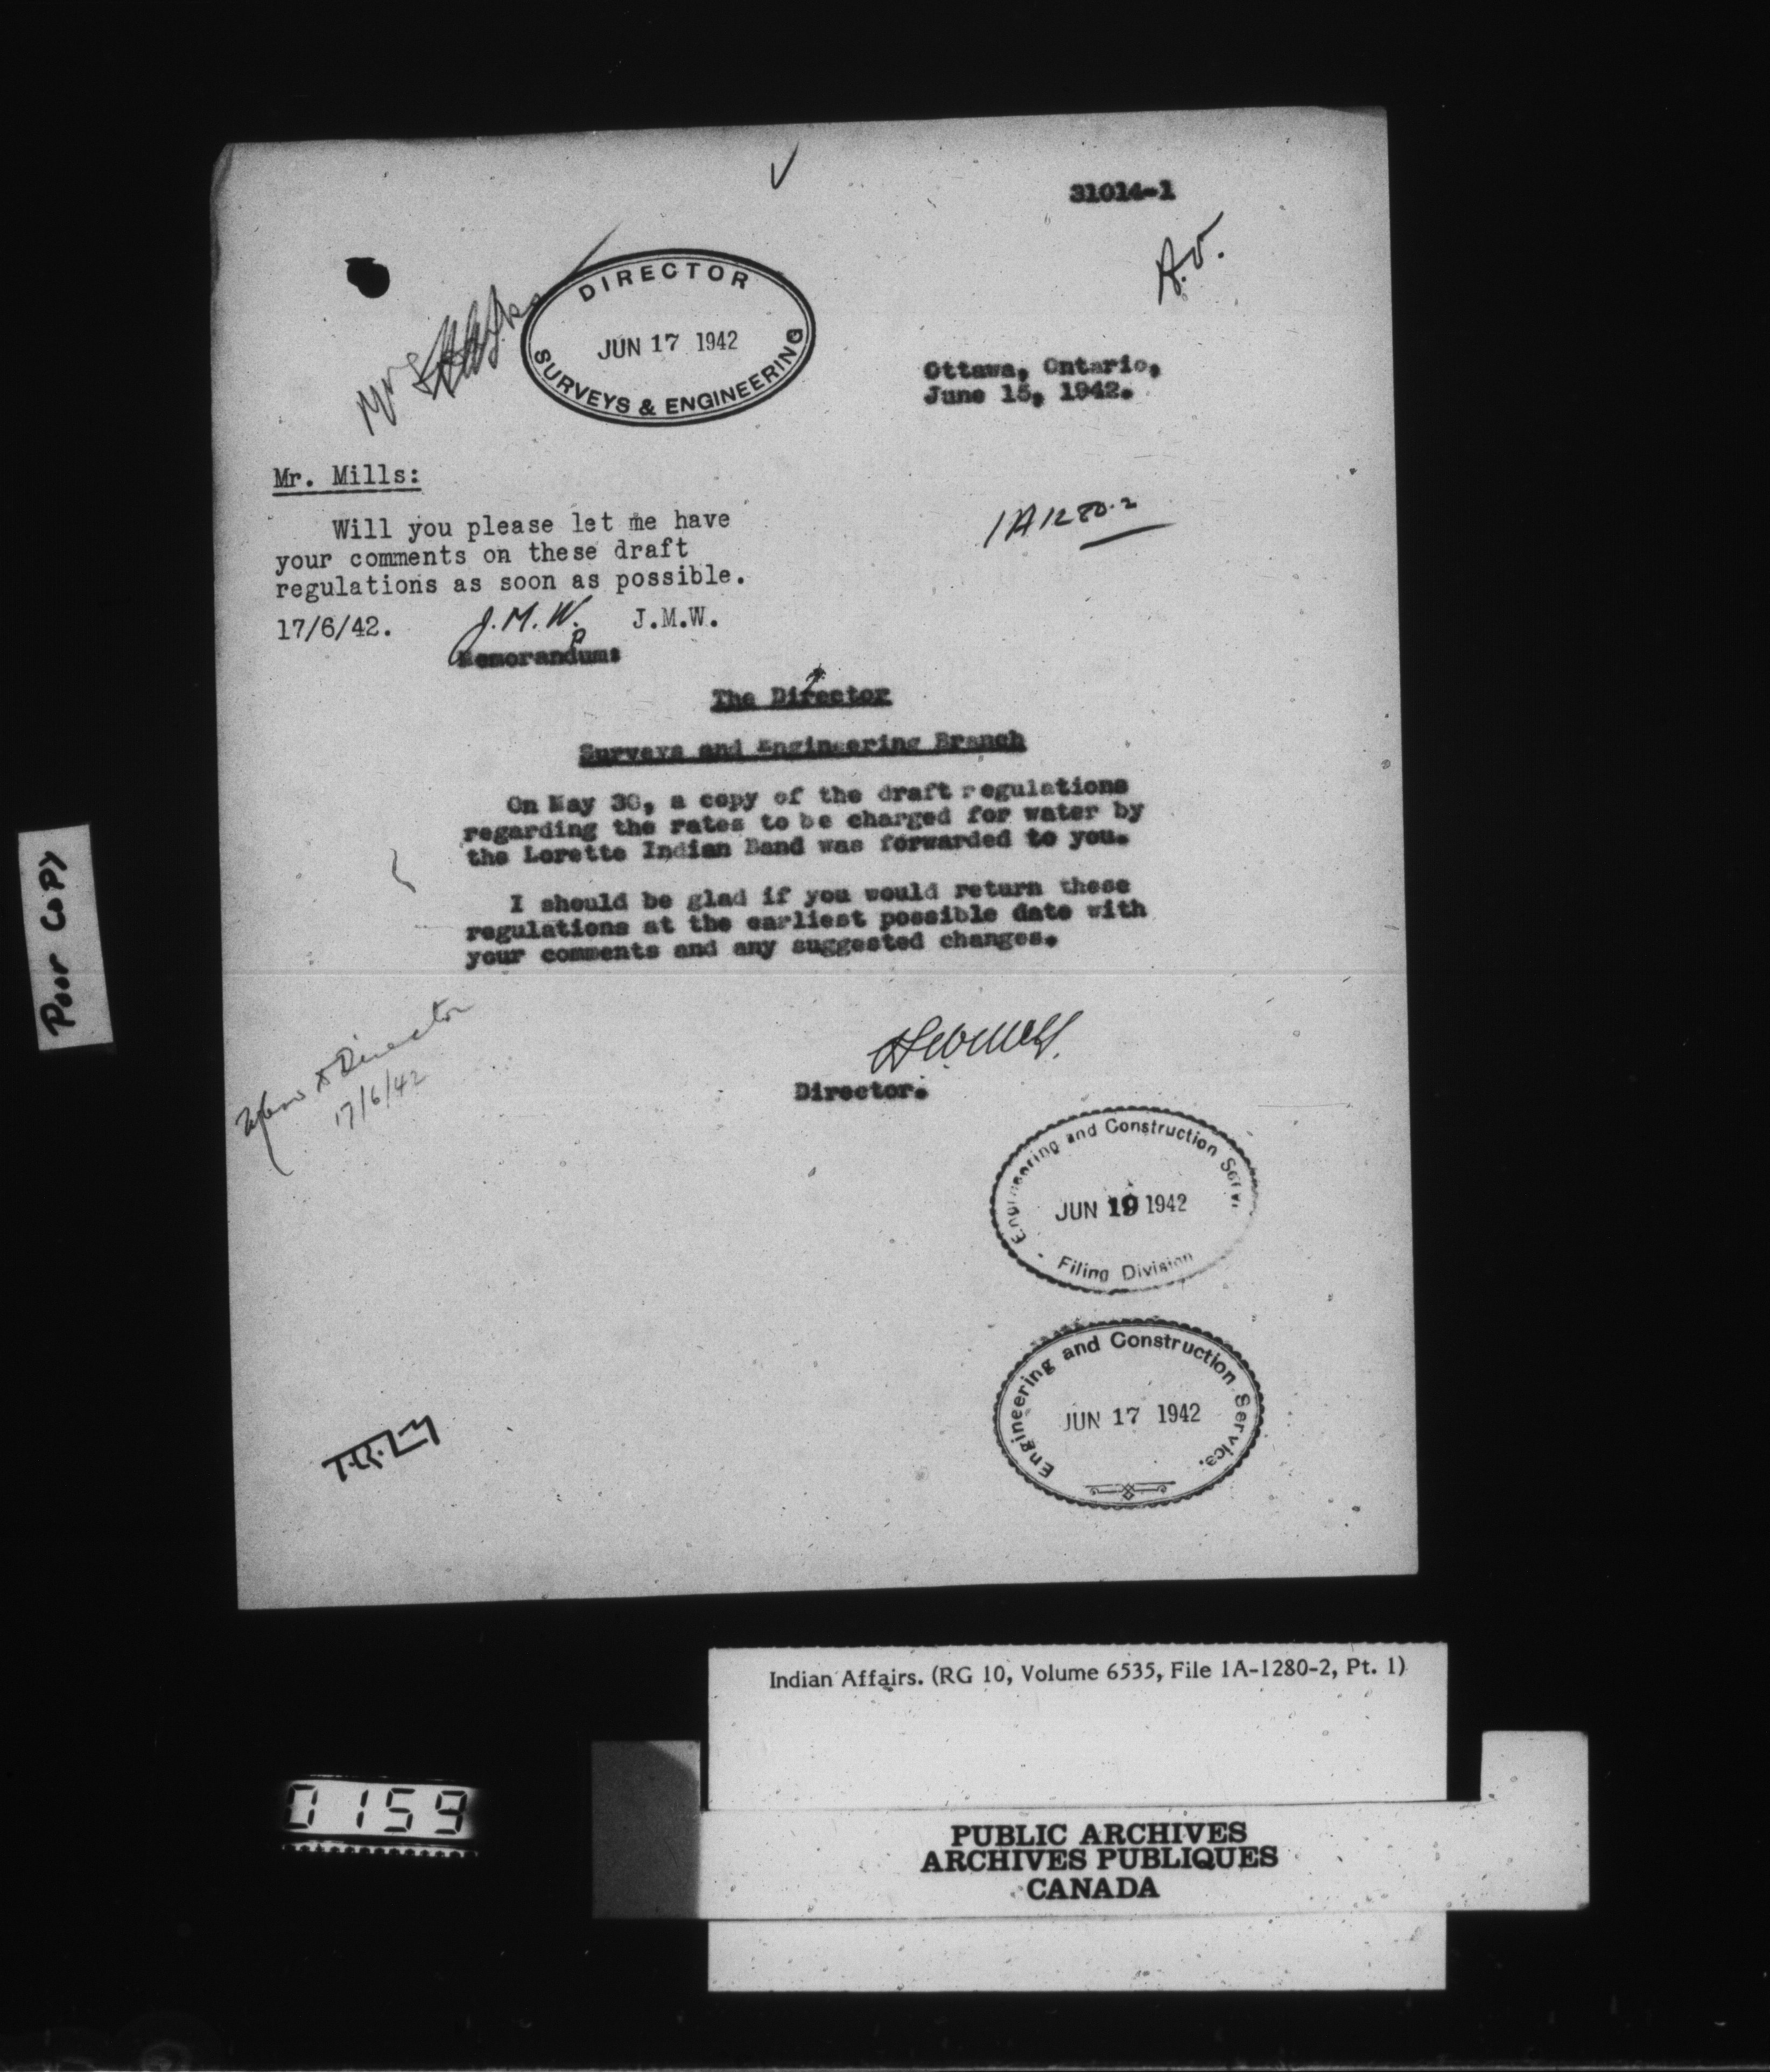 31014-1
DIRECTOR
JUN 17 1942
SURVEYS & ENGINEERING
Ottawa, Ontario,
June 15, 1942.
Mr. Mills:
1A1280-2
Will you please let me have
your comments on these draft
regulations as soon as possible.
17/6/42. J.M.W. J.M.W.
Memorandum:
The Director
Surveys and Engineering Branch
On May 30, a copy of the draft regulations
regarding the rates to be charged for water by
the Lorette Indian Band was forwarded to you.
I should be glad if you would return these
regulations at the earliest possible date with
your comments and any suggested changes.
Poor Copy
Director
17/6/42
Director.
Engineering and Construction Servi
JUN 19 1942
Filing Division
Engineering and Construction Service.
JUN 17 1942
Indian Affairs. (RG 10, Volume 6535, File 1A-1280-2, Pt. 1)
0159
PUBLIC ARCHIVES
ARCHIVES PUBLIQUES
CANADA